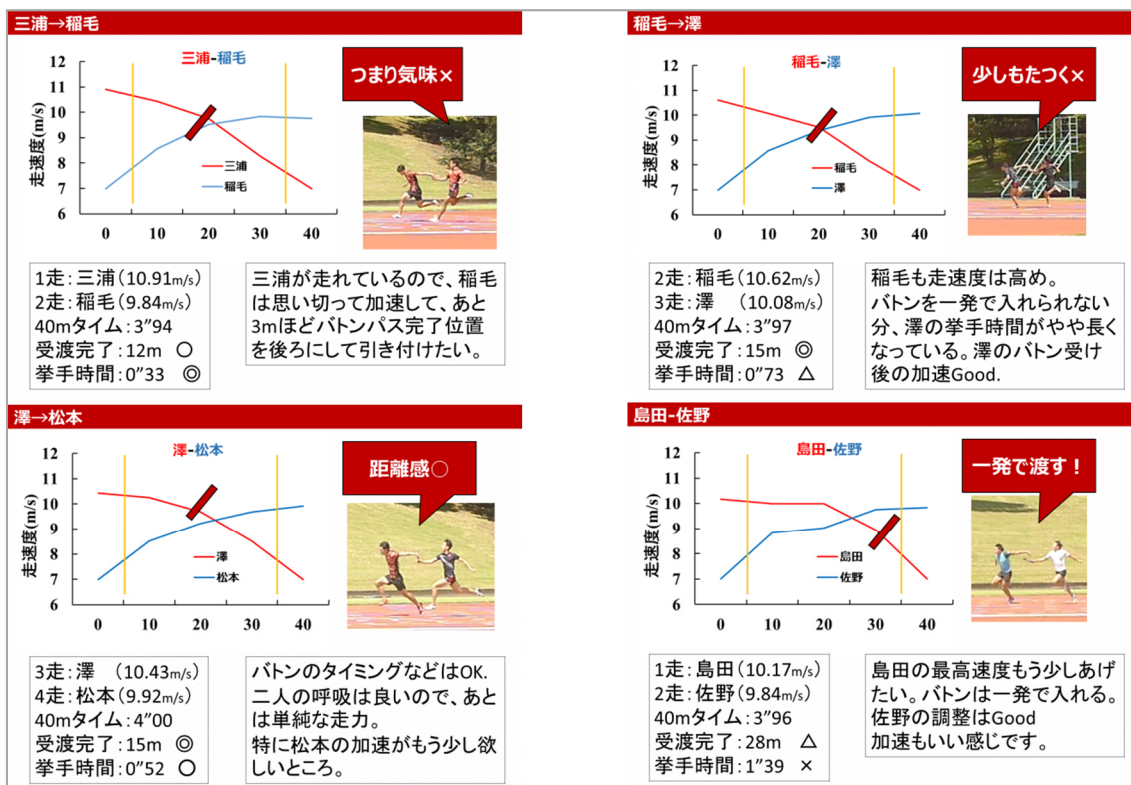 三浦→稲毛
三浦-稲毛
つまり気味×
走速度(m/s)
12
11
10
9
8
7
6
三浦
稲毛
0 10 20 30 40
1走：三浦(10.91m/s)
2走：稲毛(9.84m/s)
40mタイム：3”94
受渡完了：12m ○
挙手時間：0”33 ◎
三浦が走れているので、稲毛
は思い切って加速して、あと
3mほどバトンパス完了位置
を後ろにして引き付けたい。
稲毛→澤
稲毛-澤
少しもたつく×
走速度(m/s)
12
11
10
9
8
7
6
稲毛
澤
0 10 20 30 40
2走：稲毛(10.62m/s)
3走：澤 (10.08m/s)
40mタイム：3”97
受渡完了：15m ◎
挙手時間：0”73 △
稲毛も走速度は高め。
バトンを一発で入れられない
分、澤の挙手時間がやや長く
なっている。澤のバトン受け
後の加速Good.
澤→松本
澤-松本
距離感○
走速度(m/s)
12
11
10
9
8
7
6
澤
松本
0 10 20 30 40
3走：澤 (10.43m/s)
4走：松本(9.92m/s)
40mタイム：4”00
受渡完了：15m ◎
挙手時間：0”52 ○
バトンのタイミングなどはOK.
二人の呼吸は良いので、あと
は単純な走力。
特に松本の加速がもう少し欲
しいところ。
島田-佐野
島田-佐野
一発で渡す！
走速度(m/s)
12
11
10
9
8
7
6
島田
佐野
0 10 20 30 40
1走：島田(10.17m/s)
2走：佐野(9.84m/s)
40mタイム：3”96
受渡完了：28m △
挙手時間：1”39 ×
島田の最高速度もう少しあげ
たい。バトンは一発で入れる。
佐野の調整はGood
加速もいい感じです。